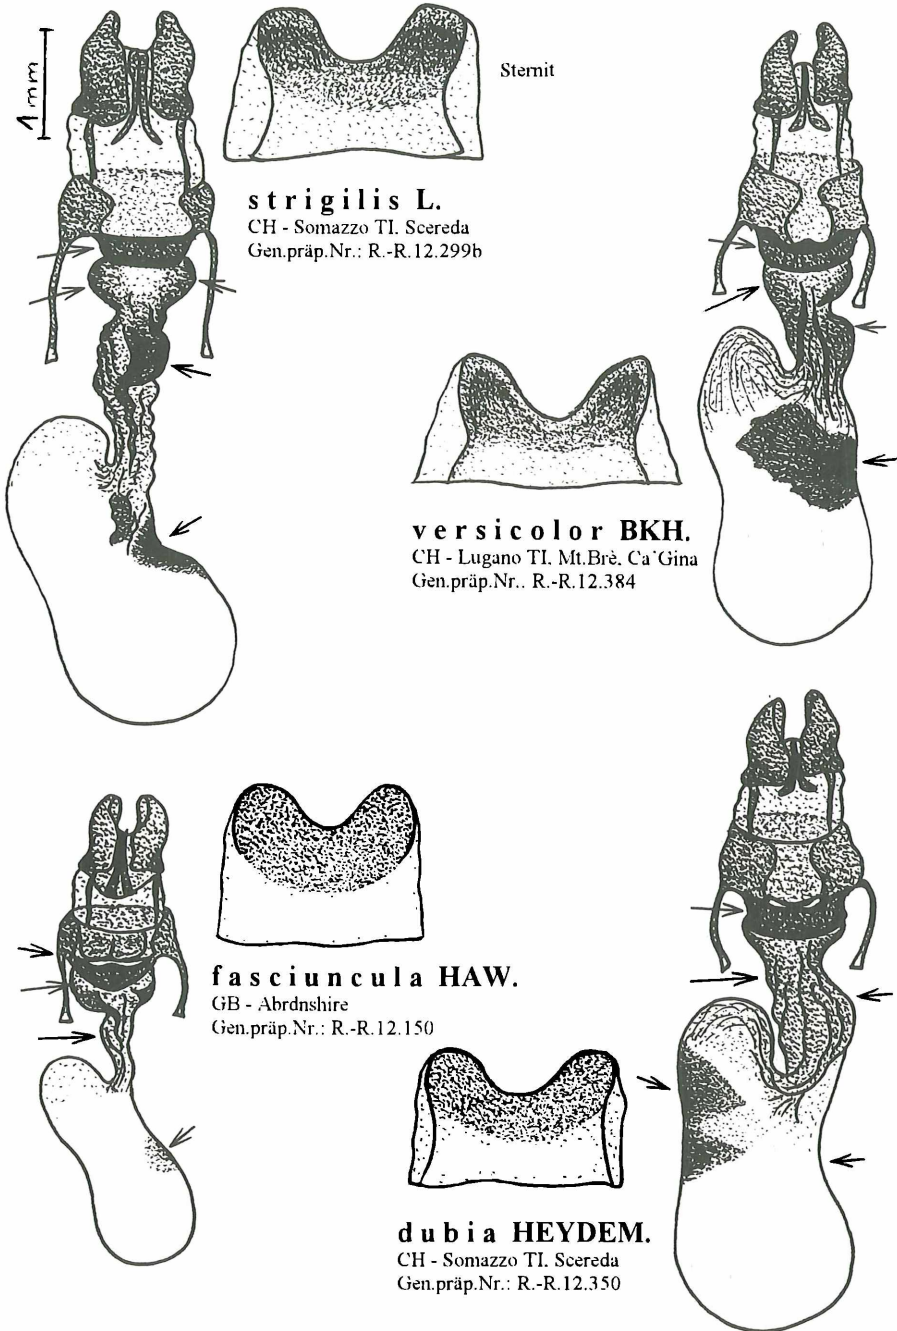 1mm
Sternit
strigilis L.
CH - Somazzo TI. Scereda
Gen.präp.Nr.: R.-R.12.299b
versicolor BKH.
CH - Lugano TI. Mt.Brè. Ca'Gina
Gen.präp.Nr.. R.-R.12.384
fasciuncula HAW.
GB - Abrdnshire
Gen.präp.Nr.: R.-R.12.150
dubia HEYDEM.
CH - Somazzo TI. Scereda
Gen.präp.Nr.: R.-R.12.350